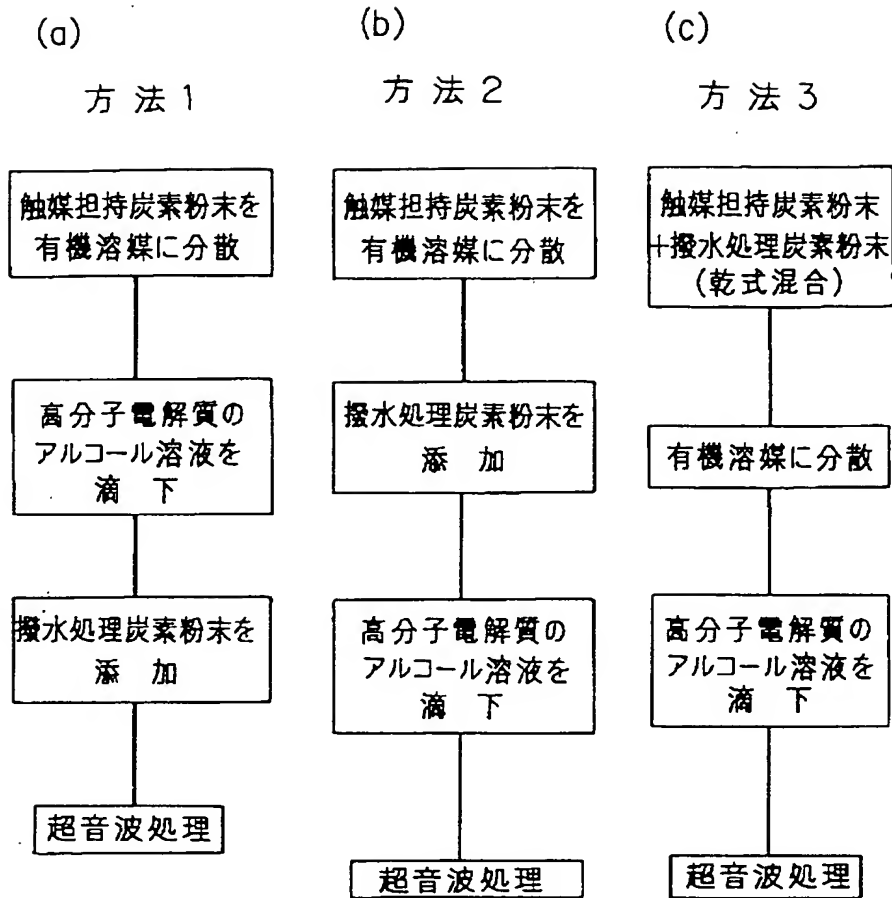 (a)
方法1
触媒担持炭素粉末を
有機溶媒に分散
高分子電解質の
アルコール溶液を
滴下
撥水処理炭素粉末を
添加
超音波処理
(b)
方法2
触媒担持炭素粉末を
有機溶媒に分散
撥水処理炭素粉末を
添加
高分子電解質の
アルコール溶液を
滴下
超音波処理
(c)
方法3
触媒担持炭素粉末
+撥水処理炭素粉末
(乾式混合)
有機溶媒に分散
高分子電解質の
アルコール溶液を
滴下
超音波処理